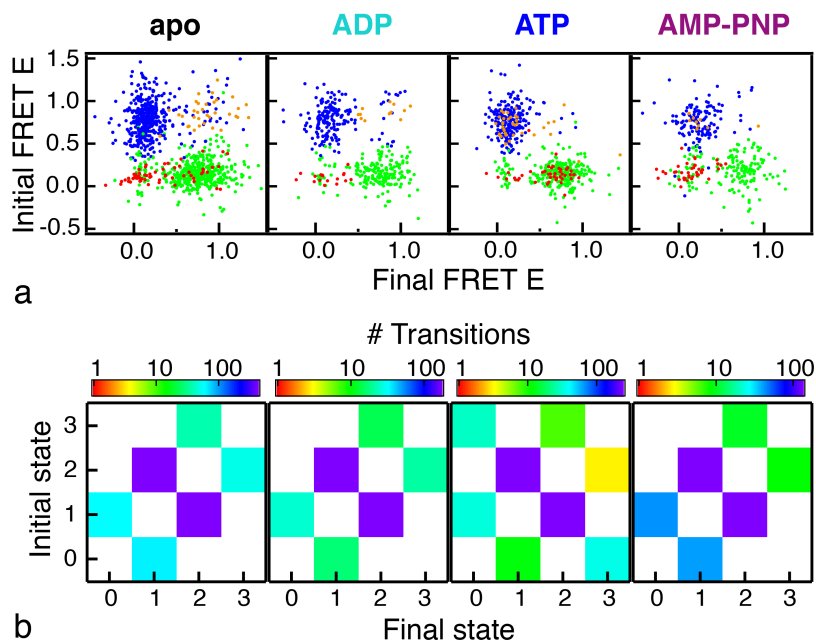 apo ADP ATP AMP-PNP
Initial FRET E
1.5
1.0
0.5
0.0
-0.5
0.0 1.0 0.0 1.0 0.0 1.0 0.0 1.0
Final FRET E
a
# Transitions
1 10 100 1 10 100 1 10 100 1 10 100
Initial state
3
2
1
0
0 1 2 3 0 1 2 3 0 1 2 3 0 1 2 3
Final state
b